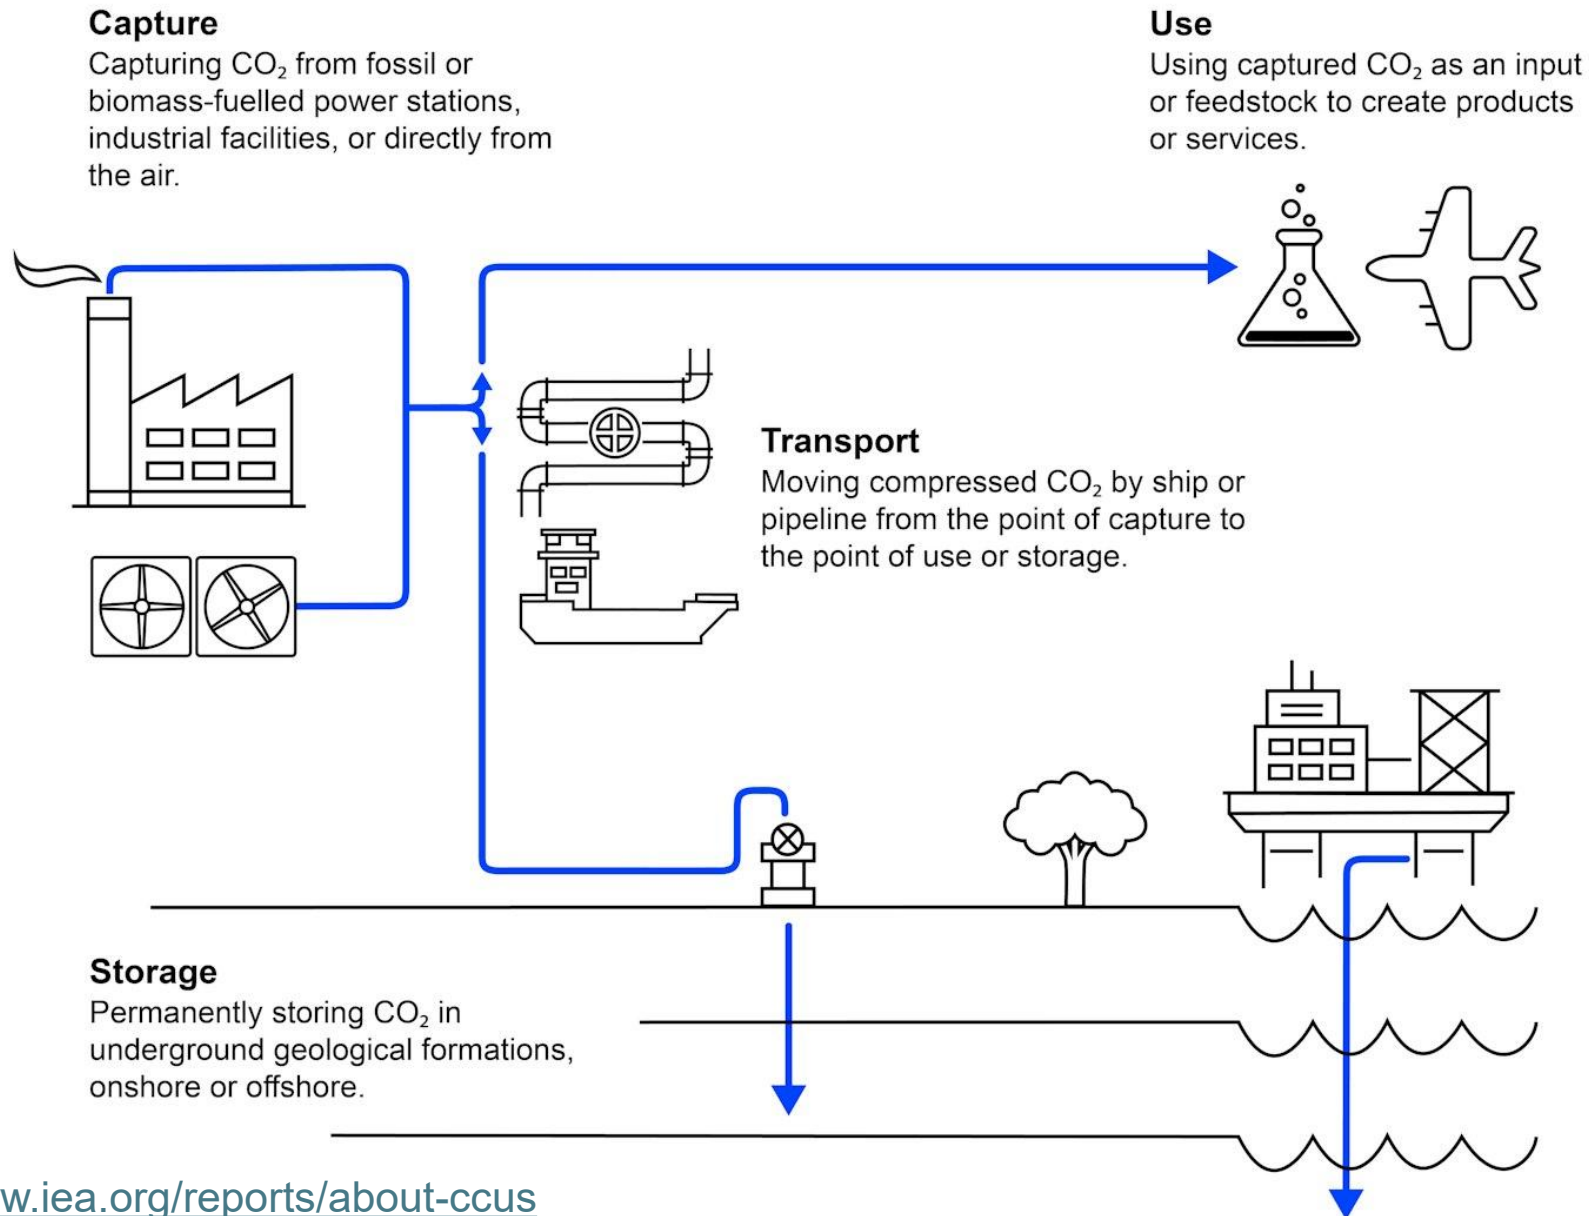 Capture
Capturing CO₂ from fossil or
biomass-fuelled power stations,
industrial facilities, or directly from
the air.
Use
Using captured CO₂ as an input
or feedstock to create products
or services.
Transport
Moving compressed CO₂ by ship or
pipeline from the point of capture to
the point of use or storage.
Storage
Permanently storing CO₂ in
underground geological formations,
onshore or offshore.
w.iea.org/reports/about-ccus